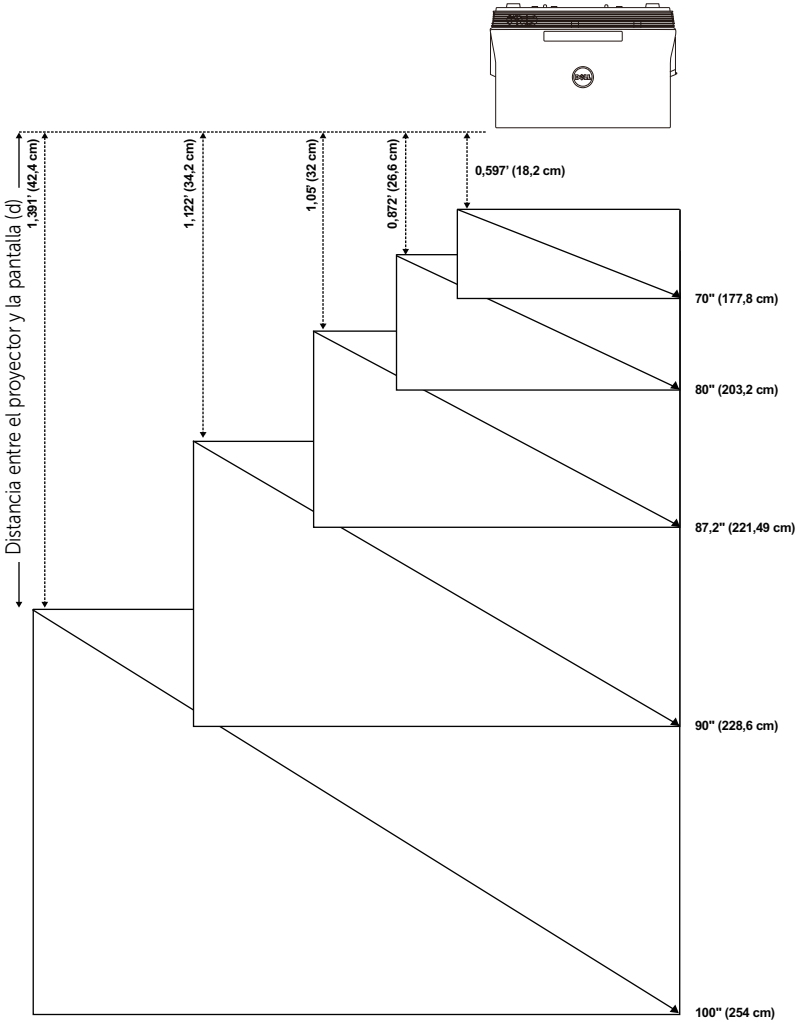 DELL
0,597' (18,2 cm)
0,872' (26,6 cm)
1,05' (32 cm)
1,122' (34,2 cm)
1,391' (42,4 cm)
Distancia entre el proyector y la pantalla (d)
70" (177,8 cm)
80" (203,2 cm)
87,2" (221,49 cm)
90" (228,6 cm)
100" (254 cm)